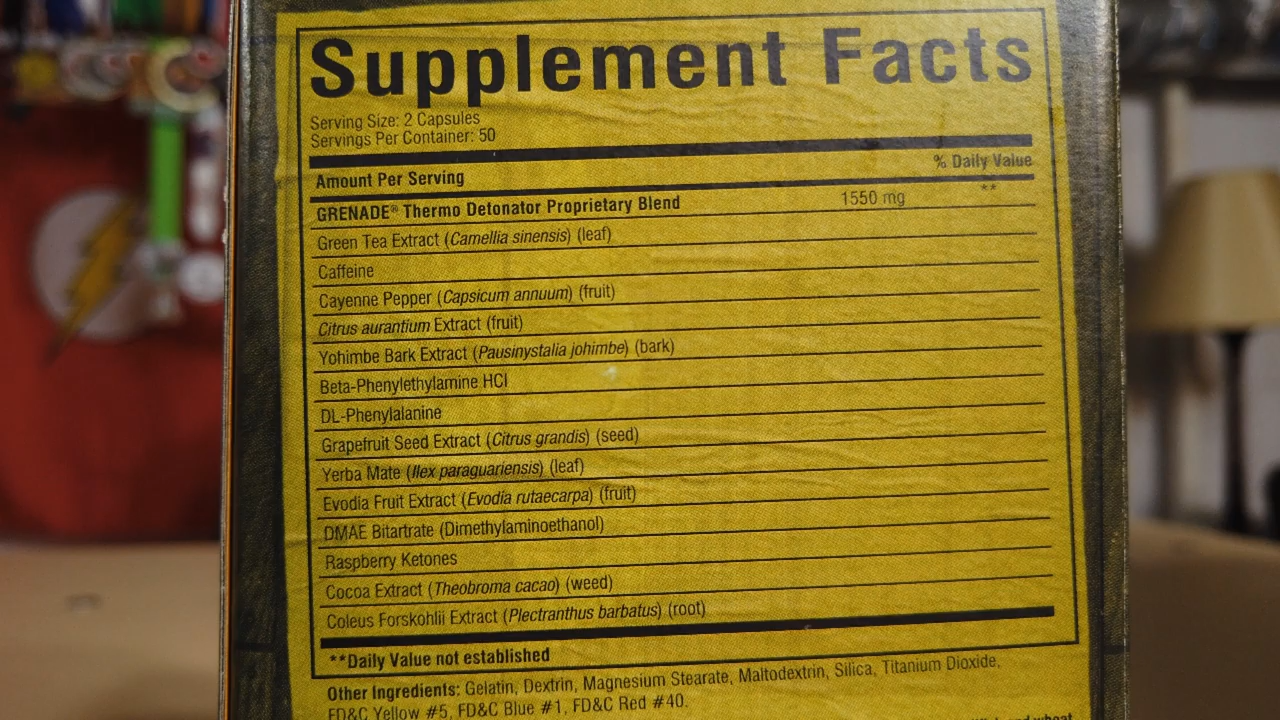 Supplement Facts
Serving Size: 2 Capsules
Servings Per Container: 50
% Daily Value
Amount Per Serving
GRENADE® Thermo Detonator Proprietary Blend 1550 mg **
Green Tea Extract (Camellia sinensis) (leaf)
Caffeine
Cayenne Pepper (Capsicum annuum) (fruit)
Citrus aurantium Extract (fruit)
Yohimbe Bark Extract (Pausinystalia johimbe) (bark)
Beta-Phenylethylamine HCl
DL-Phenylalanine
Grapefruit Seed Extract (Citrus grandis) (seed)
Yerba Mate (Ilex paraguariensis) (leaf)
Evodia Fruit Extract (Evodia rutaecarpa) (fruit)
DMAE Bitartrate (Dimethylaminoethanol)
Raspberry Ketones
Cocoa Extract (Theobroma cacao) (weed)
Coleus Forskohlii Extract (Plectranthus barbatus) (root)
**Daily Value not established
Other Ingredients: Gelatin, Dextrin, Magnesium Stearate, Maltodextrin, Silica, Titanium Dioxide,
FD&C Yellow #5, FD&C Blue #1, FD&C Red #40.
and wheat